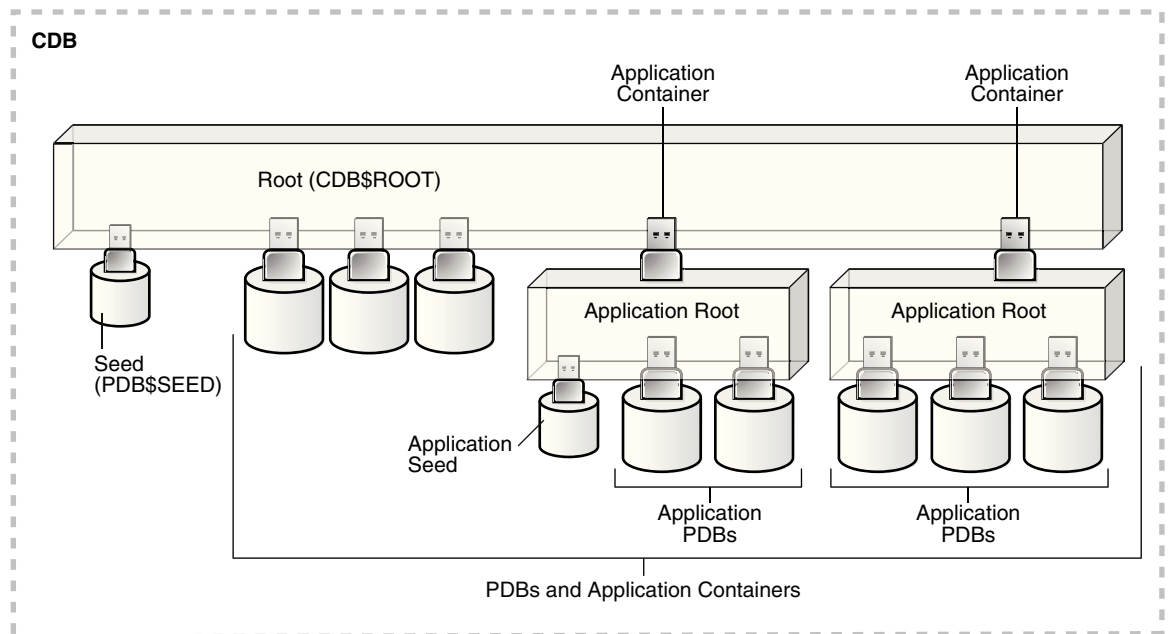 CDB
Application
Container
Application
Container
Root (CDB$ROOT)
Application Root
Application Root
Seed
(PDB$SEED)
Application
Seed
Application
PDBs
Application
PDBs
PDBs and Application Containers